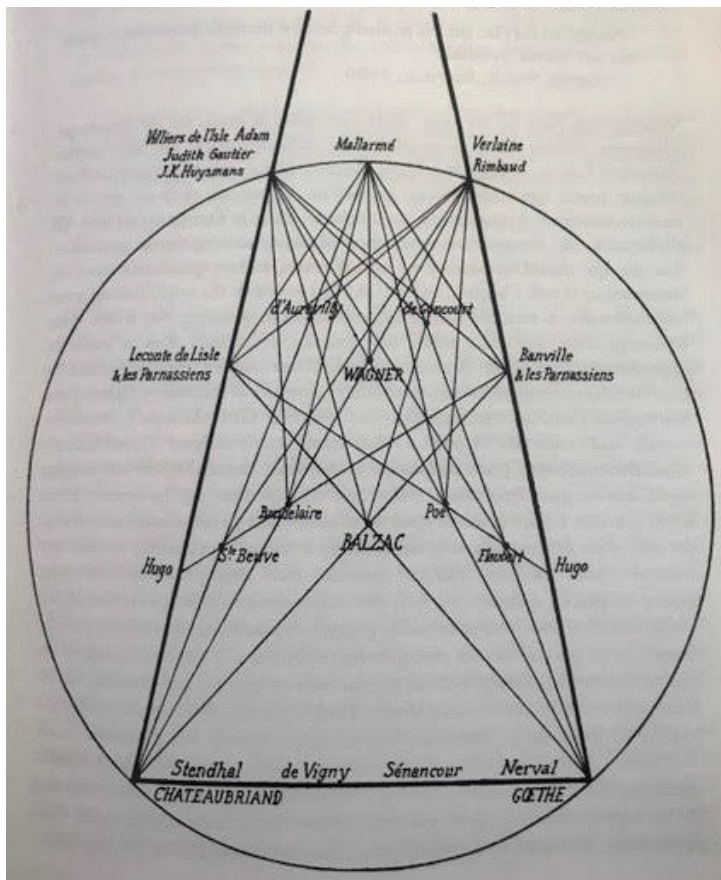 Villiers de l'Isle Adam
Judith Gautier
J.K.Huysmans
Mallarmé
Verlaine
Rimbaud
d'Aurevilly
de Goncourt
Leconte de Lisle
& les Parnassiens
WAGNER
Banville
& les Parnassiens
Baudelaire
Poe
BALZAC
Hugo
Ste Beuve
Flaubert
Hugo
Stendhal de Vigny Sénancour Nerval
CHATEAUBRIAND GŒTHE